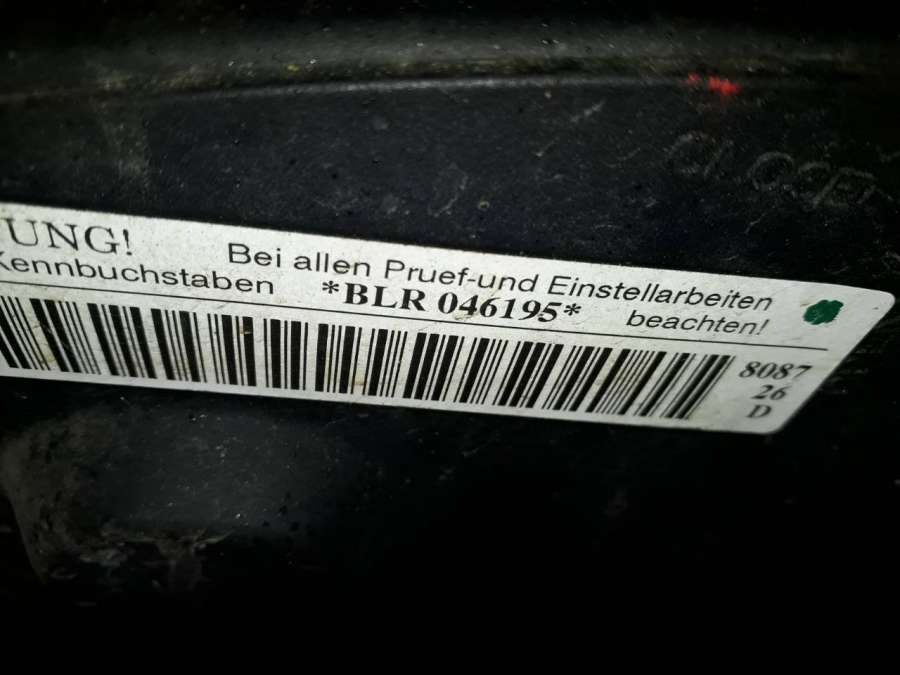 UNG! Bei allen Pruef-und Einstellarbeiten
Kennbuchstaben *BLR 046195* beachten!
8087
26
D